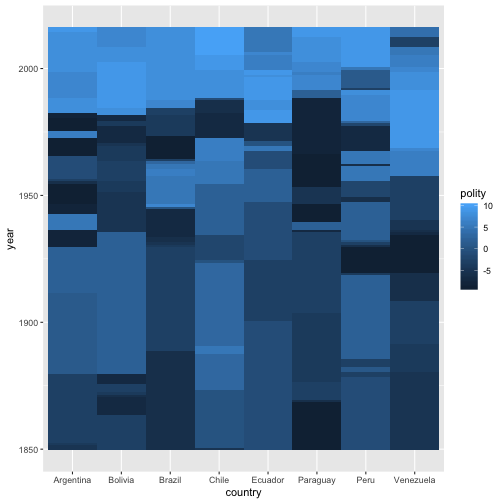 2000
1950
1900
1850
year
Argentina Bolivia Brazil Chile Ecuador Paraguay Peru Venezuela
country
polity
10
5
0
-5